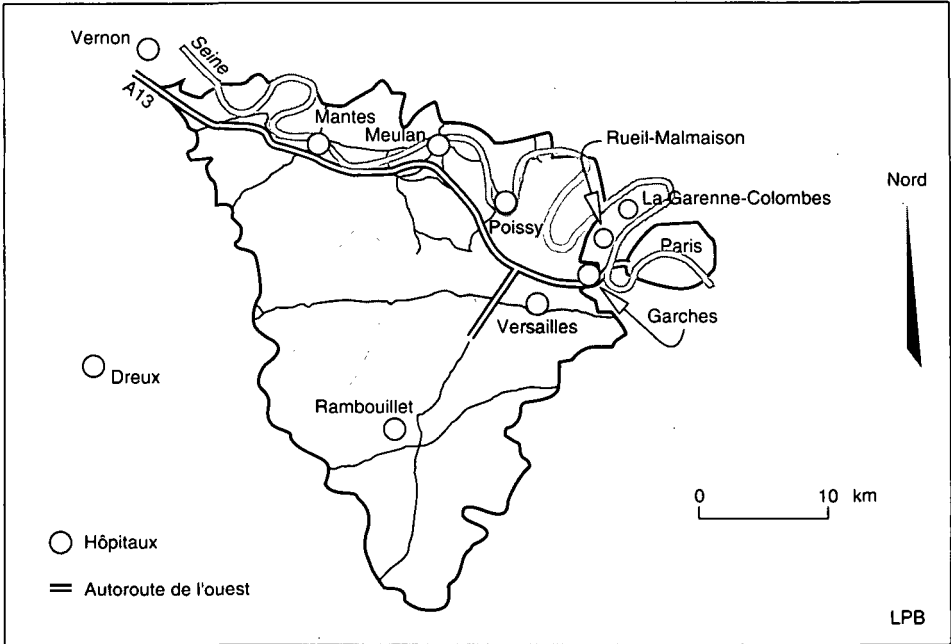 Vernon
Seine
A13
Mantes
Meulan
Rueil-Malmaison
Nord
La Garenne-Colombes
Poissy
Paris
Garches
Versailles
Dreux
Rambouillet
0 10 km
Hôpitaux
Autoroute de l'ouest
LPB